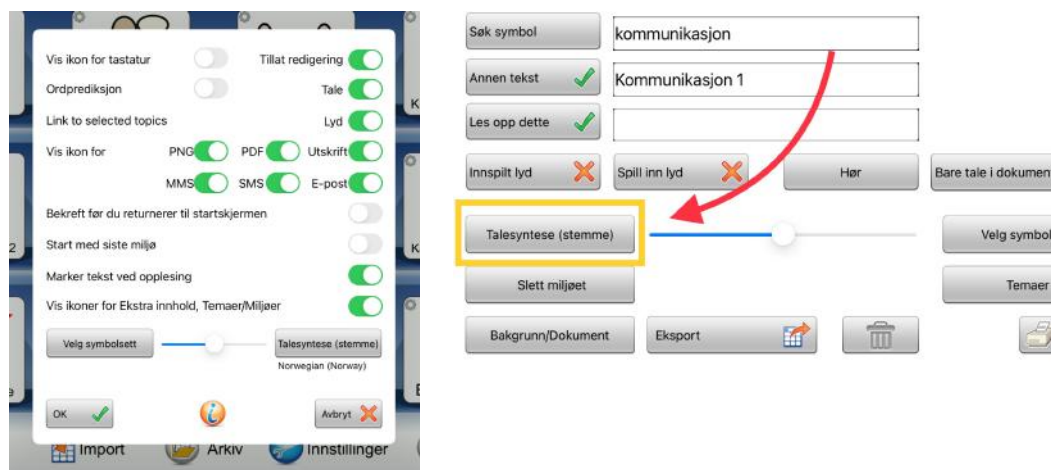 Vis ikon for tastatur
Tillat redigering
Ordprediksjon
Tale
Link to selected topics
Lyd
Vis ikon for PNG PDF Utskrift
MMS SMS E-post
Bekreft før du returnerer til startskjermen
Start med siste miljø
Marker tekst ved opplesing
Vis ikoner for Ekstra innhold, Temaer/Miljøer
Velg symbolsett
Talesyntese (stemme)
Norwegian (Norway)
OK
Avbryt
Import Arkiv Innstillinger
K
2
K
Søk symbol
kommunikasjon
Annen tekst
Kommunikasjon 1
Les opp dette
Innspilt lyd
Spill inn lyd
Hør
Bare tale i dokument
Talesyntese (stemme)
Velg symbol
Slett miljøet
Temaer
Bakgrunn/Dokument
Eksport